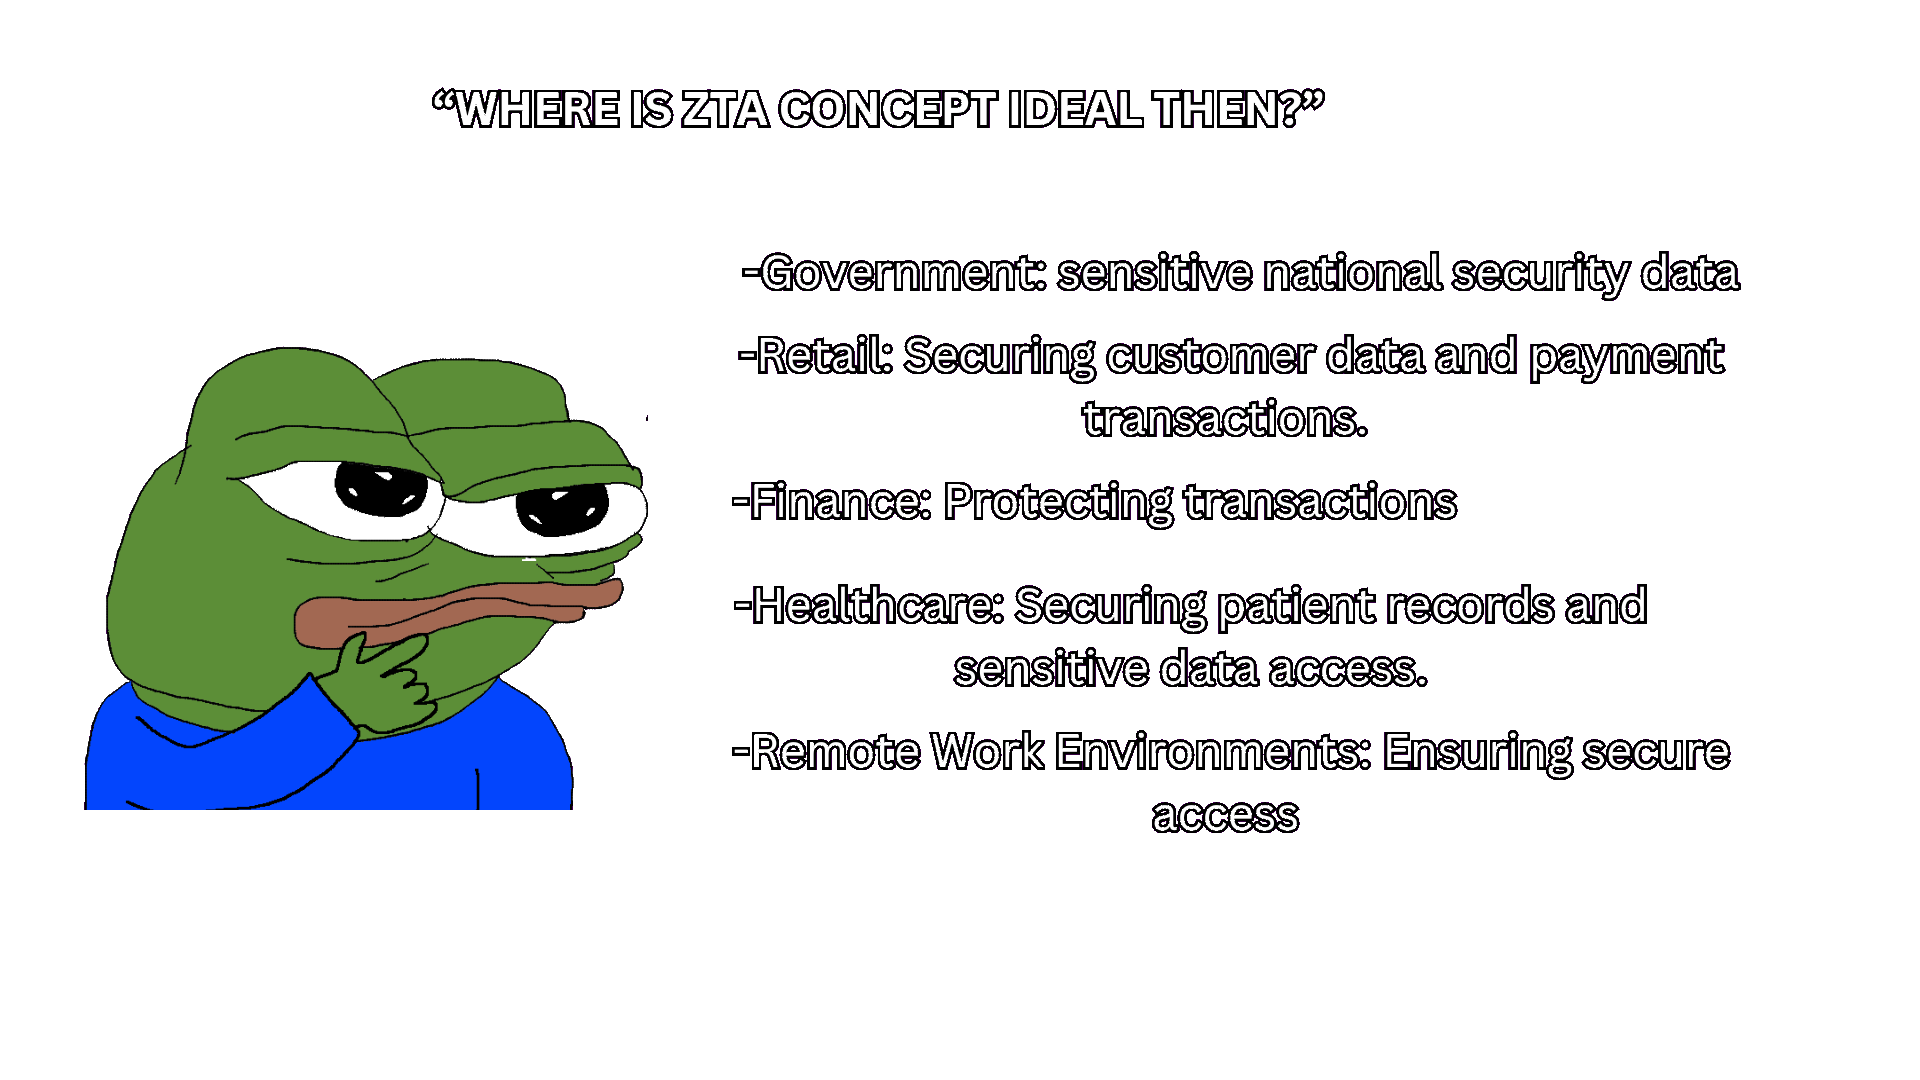 “WHERE IS ZTA CONCEPT IDEAL THEN?”
-Government: sensitive national security data
-Retail: Securing customer data and payment
transactions.
-Finance: Protecting transactions
-Healthcare: Securing patient records and
sensitive data access.
-Remote Work Environments: Ensuring secure
access